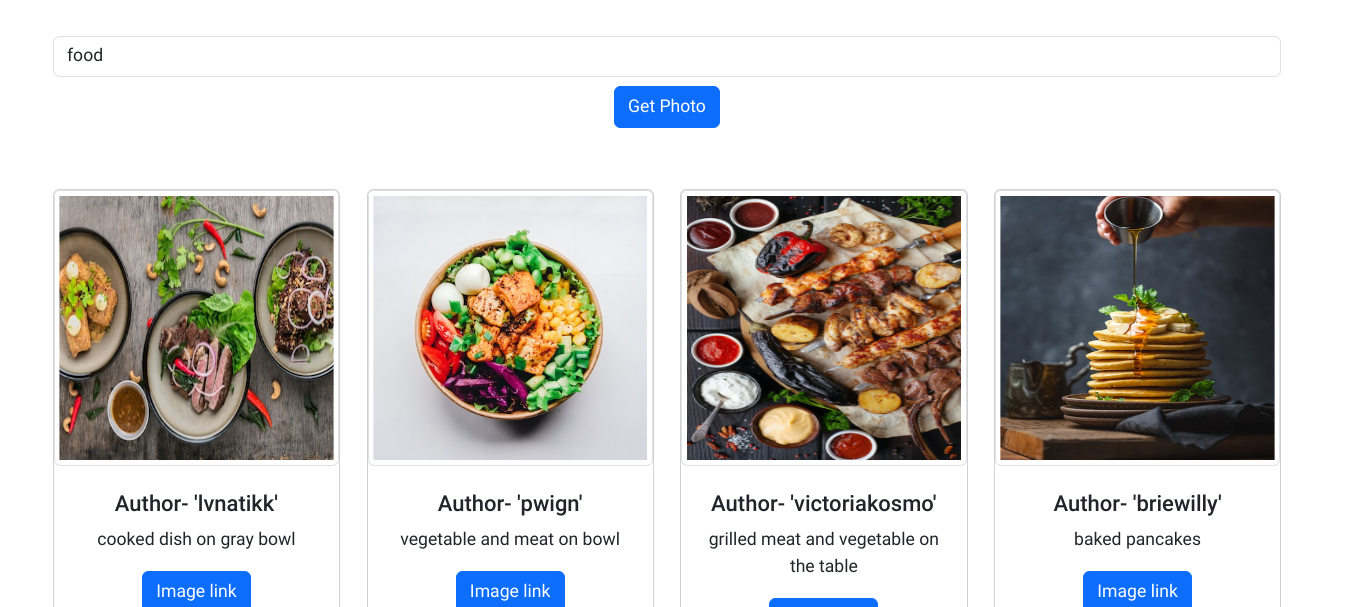 food
Get Photo
Author- 'lvnatikk'
cooked dish on gray bowl
Image link
Author- 'pwign'
vegetable and meat on bowl
Image link
Author- 'victoriakosmo'
grilled meat and vegetable on
the table
Author- 'briewilly'
baked pancakes
Image link